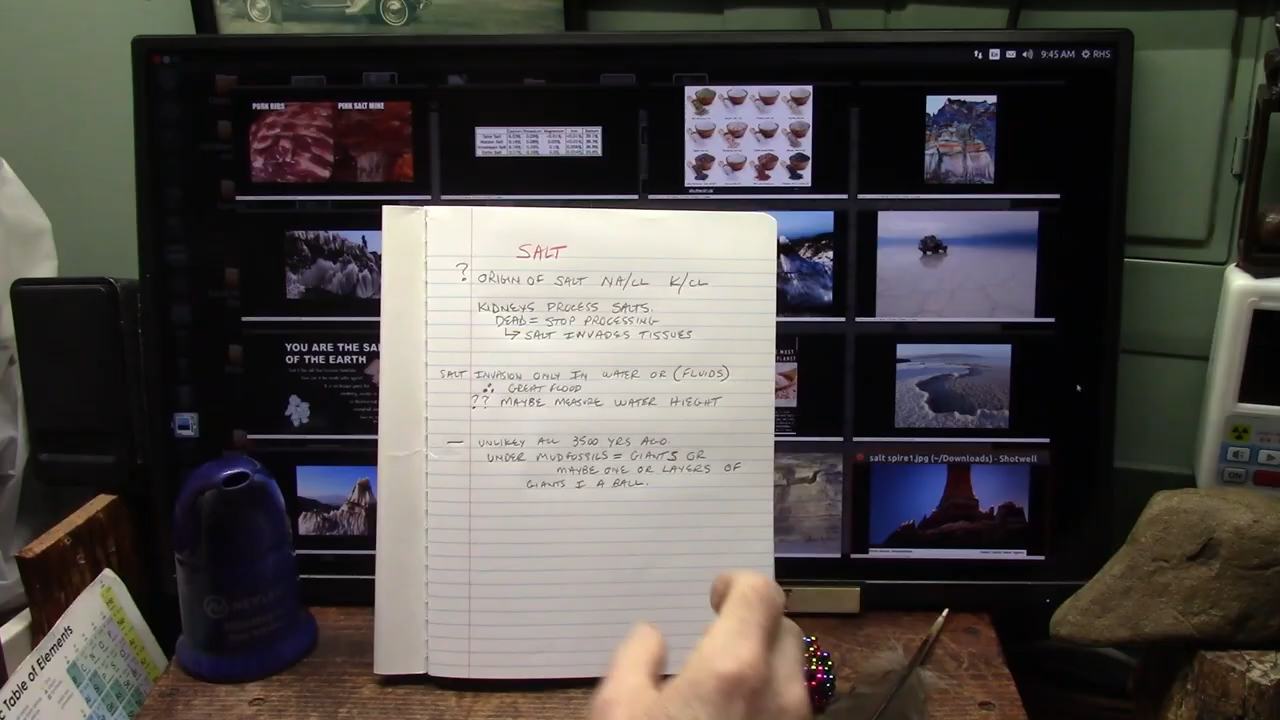 9:45 AM RHS
PORK RIBS
PINK SALT MINE
SALT
? ORIGIN OF SALT NA/CL K/CL
KIDNEYS PROCESS SALTS.
DEAD = STOP PROCESSING
↳ SALT INVADES TISSUES
SALT INVASION ONLY IN WATER OR (FLUIDS)
∴ GREAT FLOOD
?? MAYBE MEASURE WATER HIEGHT
— UNLIKEY ALL 3500 YRS AGO.
UNDER MUDFOSSILS = GIANTS OR
MAYBE ONE OR LAYERS OF
GIANTS I A BALL.
YOU ARE THE SA
OF THE EARTH
salt spire1.jpg (~/Downloads) - Shotwell
ON
c Table of Elements